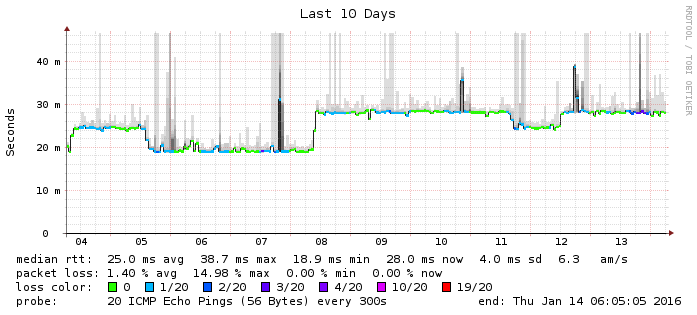 Last 10 Days
RRDTOOL / TOBI OETIKER
Seconds
40 m
30 m
20 m
10 m
0
04 05 06 07 08 09 10 11 12 13
median rtt: 25.0 ms avg 38.7 ms max 18.9 ms min 28.0 ms now 4.0 ms sd 6.3 am/s
packet loss: 1.40 % avg 14.98 % max 0.00 % min 0.00 % now
loss color: 0 1/20 2/20 3/20 4/20 10/20 19/20
probe: 20 ICMP Echo Pings (56 Bytes) every 300s end: Thu Jan 14 06:05:05 2016